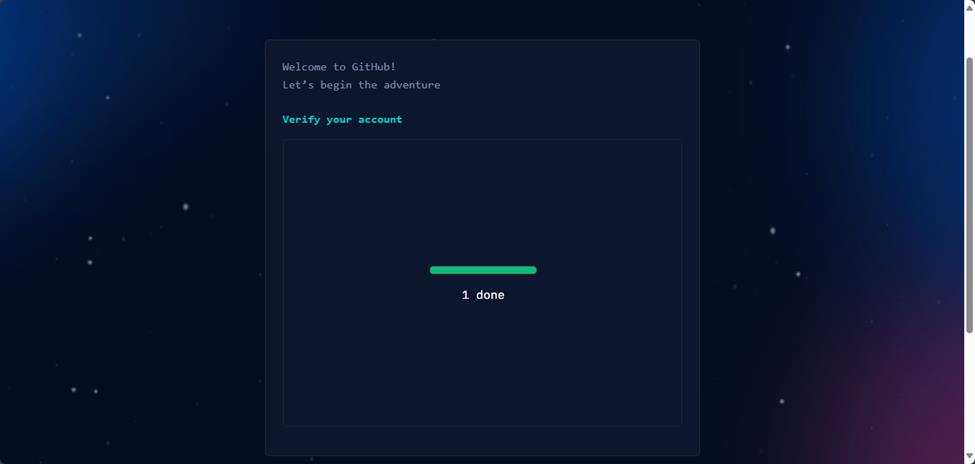 Welcome to GitHub!
Let’s begin the adventure
Verify your account
1 done